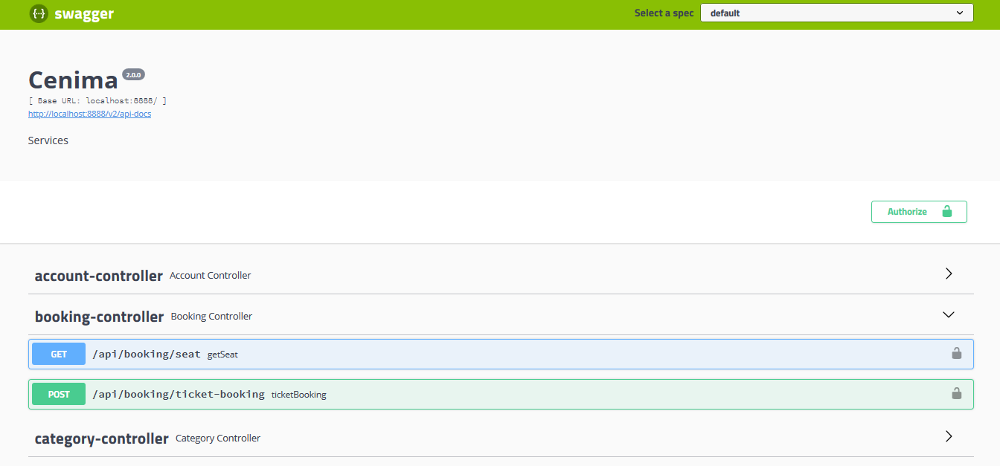 swagger
Select a spec default
Cenima 2.0.0
[ Base URL: localhost:8888/ ]
http://localhost:8888/v2/api-docs
Services
Authorize
account-controller Account Controller
booking-controller Booking Controller
GET /api/booking/seat getSeat
POST /api/booking/ticket-booking ticketBooking
category-controller Category Controller